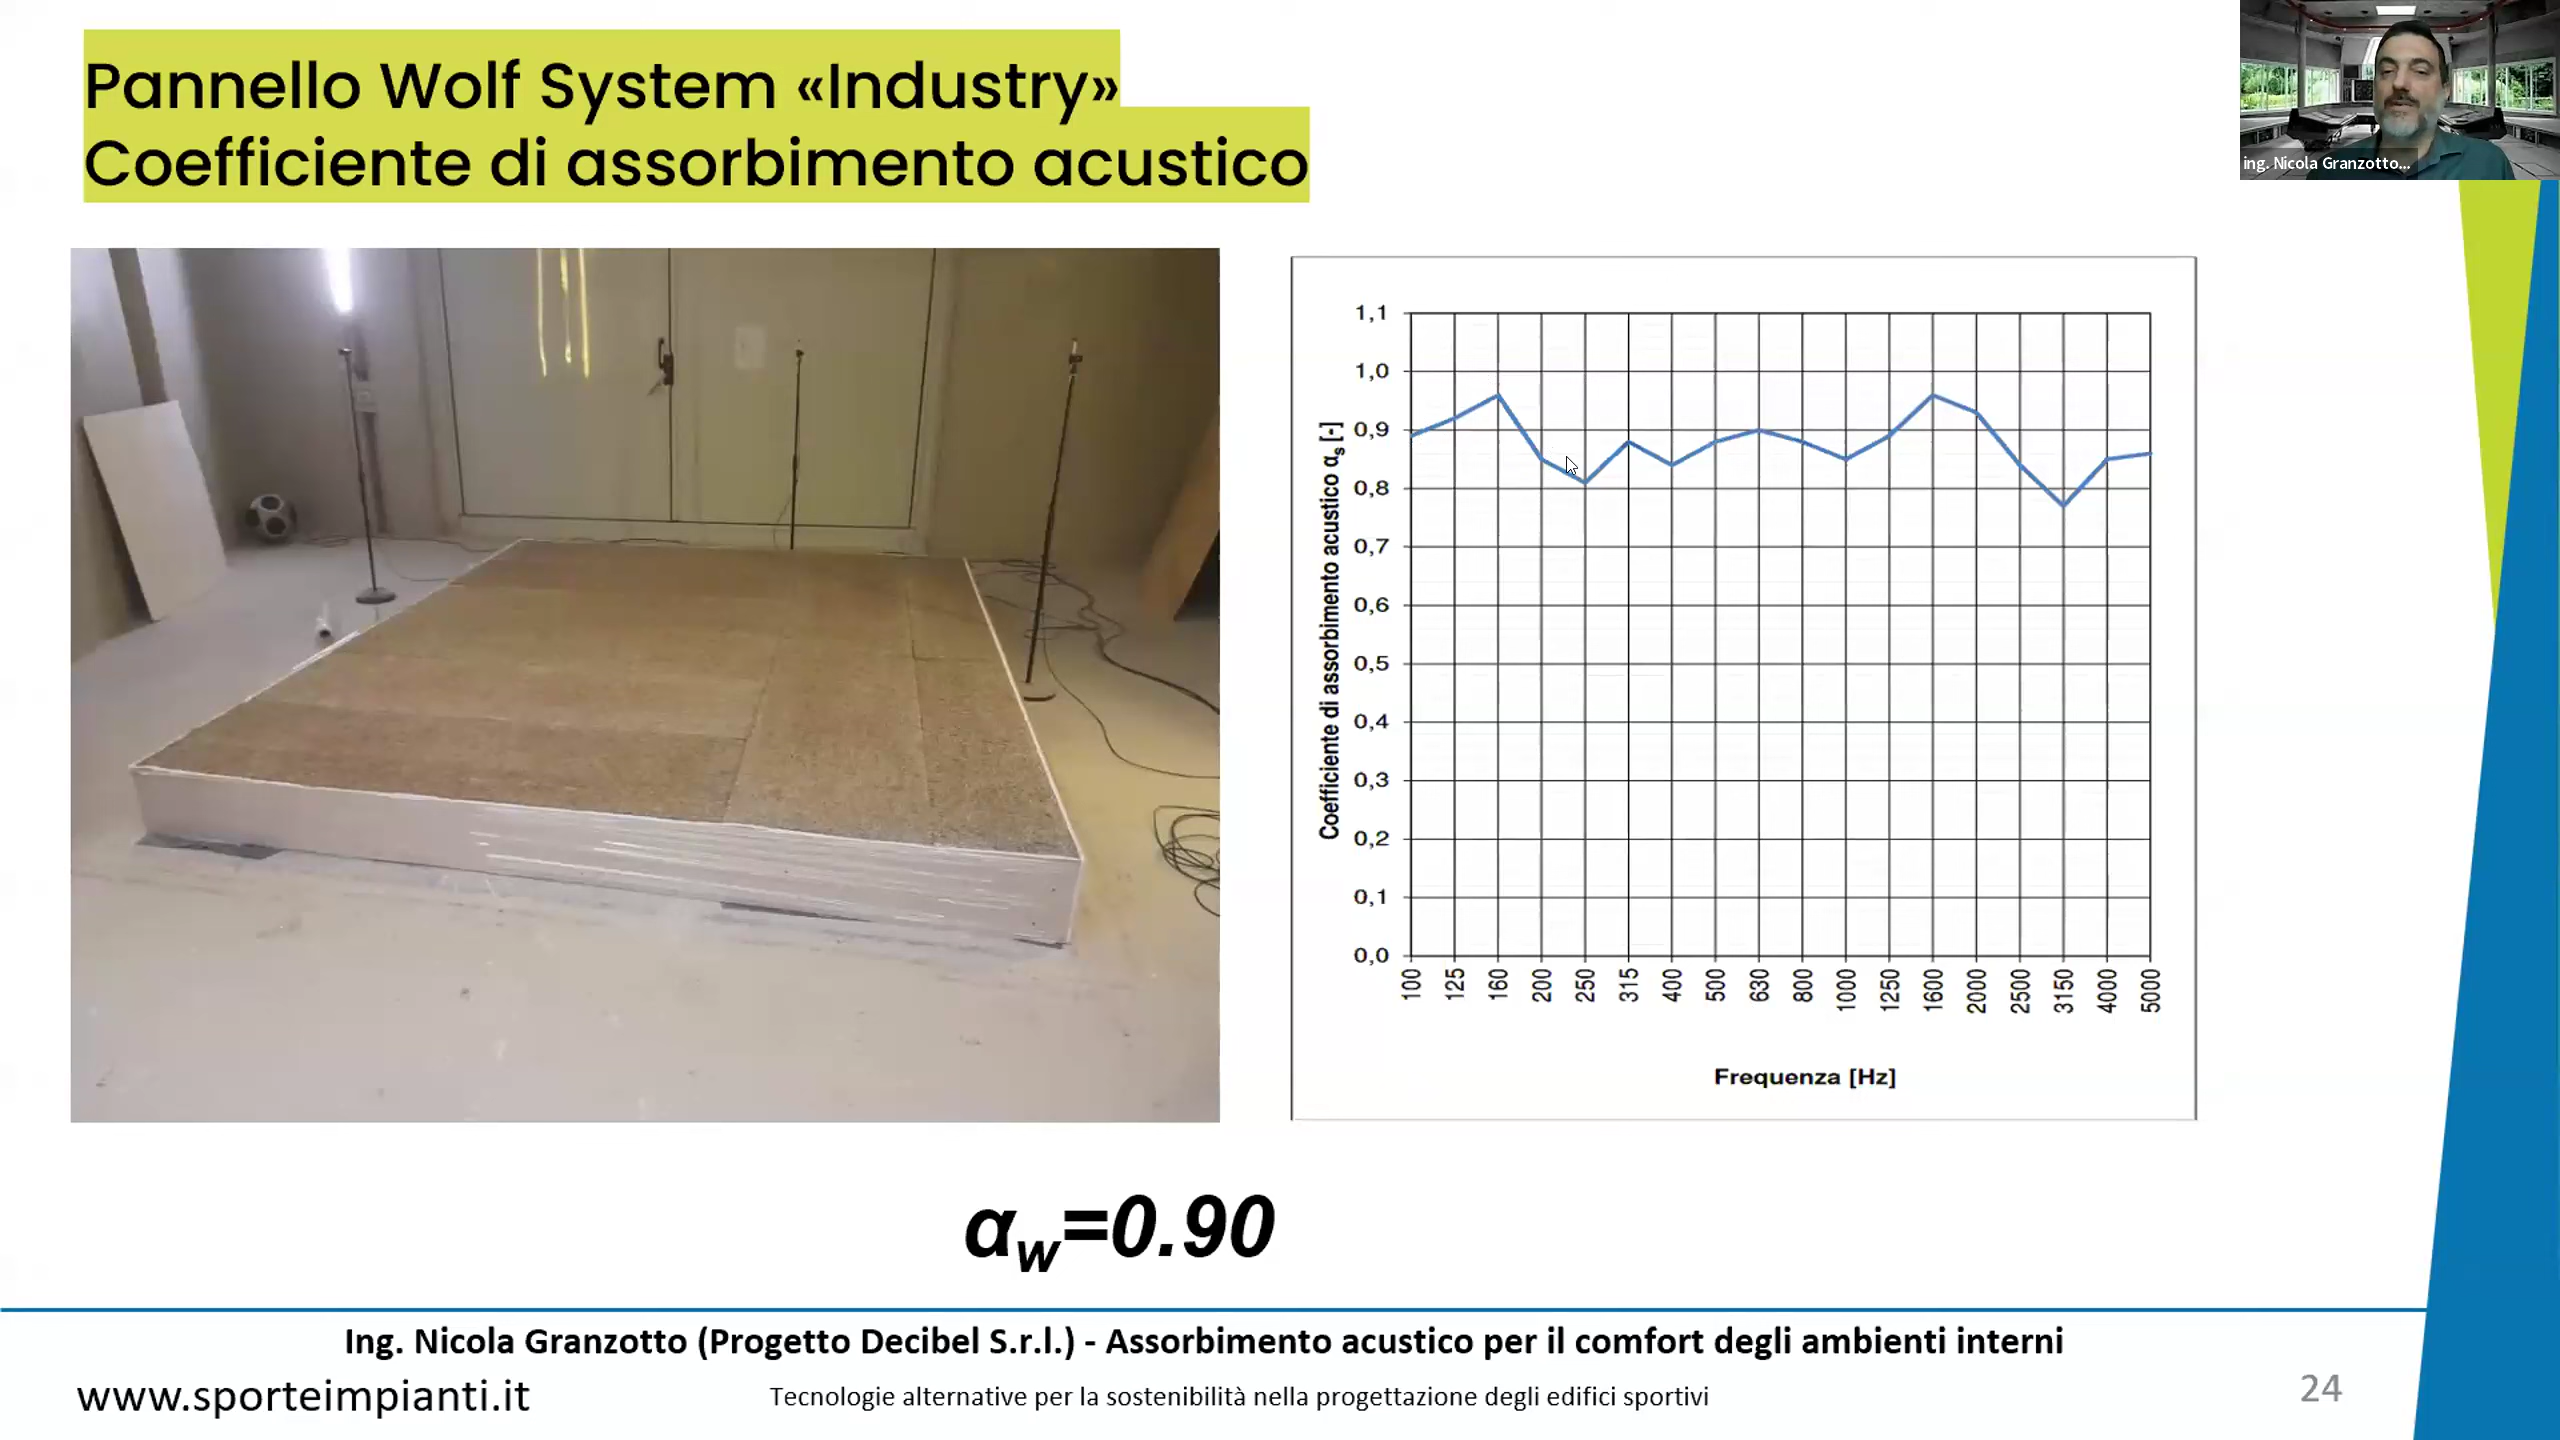 Pannello Wolf System «Industry»
Coefficiente di assorbimento acustico
ing. Nicola Granzotto...
Coefficiente di assorbimento acustico αs [-]
1,1
1,0
0,9
0,8
0,7
0,6
0,5
0,4
0,3
0,2
0,1
0,0
100 125 160 200 250 315 400 500 630 800 1000 1250 1600 2000 2500 3150 4000 5000
Frequenza [Hz]
αw=0.90
Ing. Nicola Granzotto (Progetto Decibel S.r.l.) - Assorbimento acustico per il comfort degli ambienti interni
www.sporteimpianti.it
Tecnologie alternative per la sostenibilità nella progettazione degli edifici sportivi
24